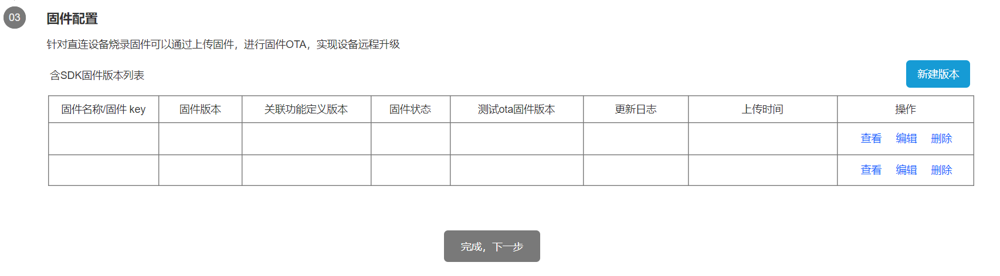 03
固件配置
针对直连设备烧录固件可以通过上传固件，进行固件OTA，实现设备远程升级
含SDK固件版本列表
新建版本
固件名称/固件 key 固件版本 关联功能定义版本 固件状态 测试ota固件版本 更新日志 上传时间 操作
查看 编辑 删除
查看 编辑 删除
完成，下一步